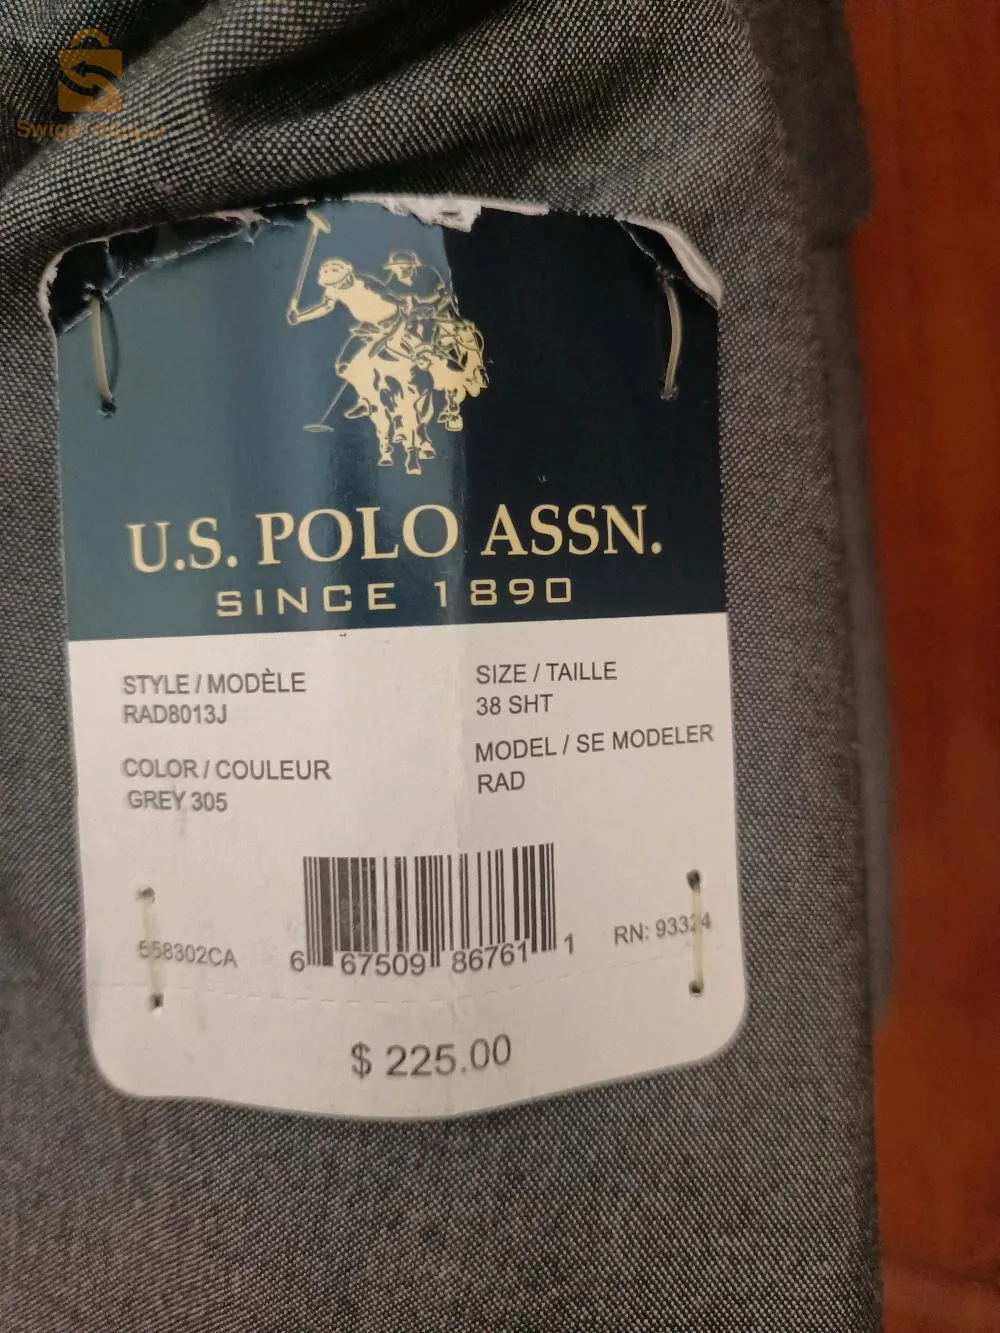 U.S. POLO ASSN.
SINCE 1890
STYLE / MODÈLE
RAD8013J
SIZE / TAILLE
38 SHT
COLOR / COULEUR
GREY 305
MODEL / SE MODELER
RAD
558302CA
6 67509 86761 1
RN: 93324
$ 225.00